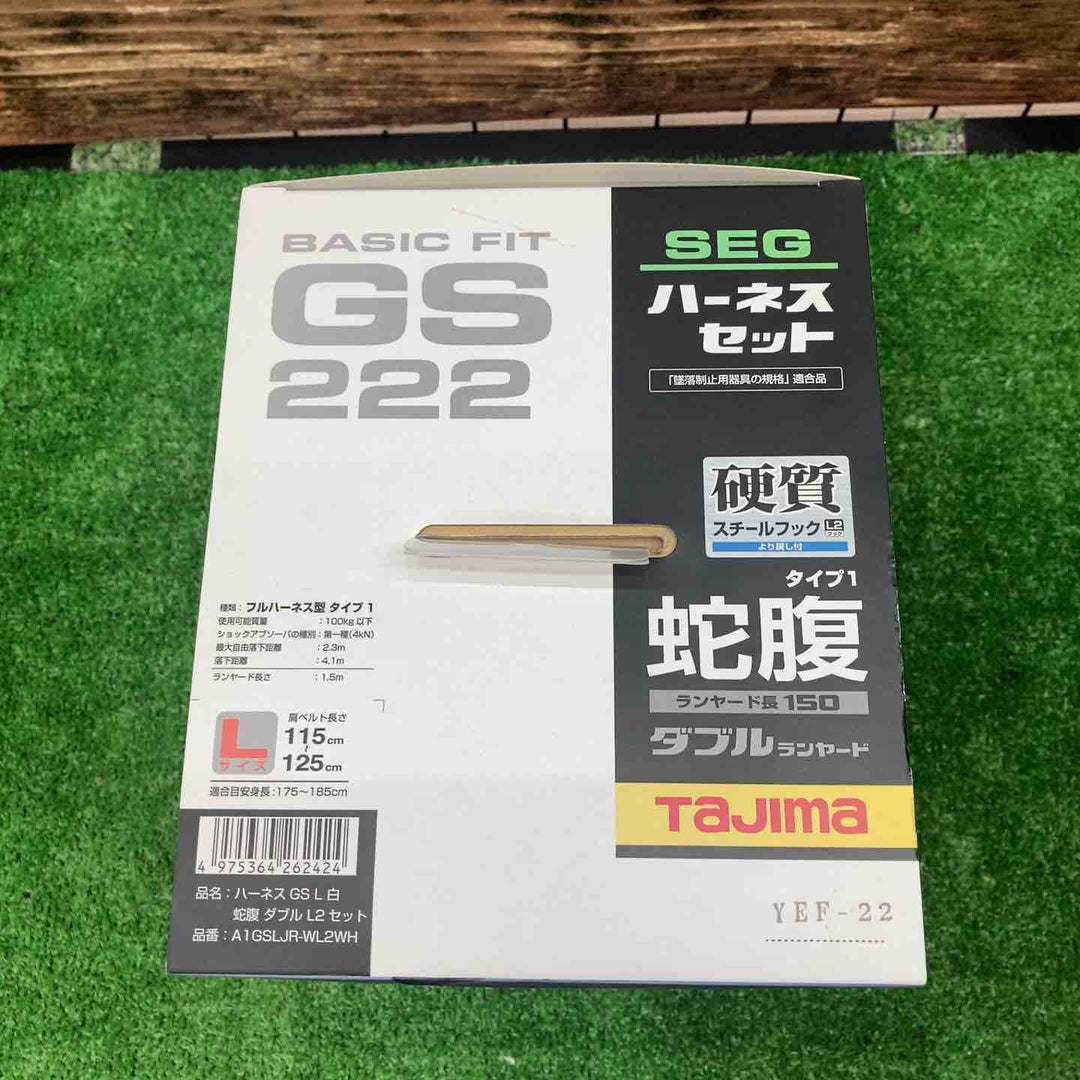 BASIC FIT
GS
222
SEG
ハーネス
セット
「墜落制止用器具の規格」適合品
硬質
スチールフック L2
フック
より戻し付
タイプ1
蛇腹
ランヤード長 150
ダブル ランヤード
TaJima
種類：フルハーネス型 タイプ1
使用可能質量 ：100kg以下
ショックアブソーバの種別：第一種（4kN）
最大自由落下距離 ：2.3m
落下距離 ：4.1m
ランヤード長さ ：1.5m
L
サイズ
肩ベルト長さ
115cm
〜
125cm
適合目安身長：175〜185cm
4 975364 262424
品名：ハーネス GS L 白
蛇腹 ダブル L2 セット
品番：A1GSLJR-WL2WH
YEF-22